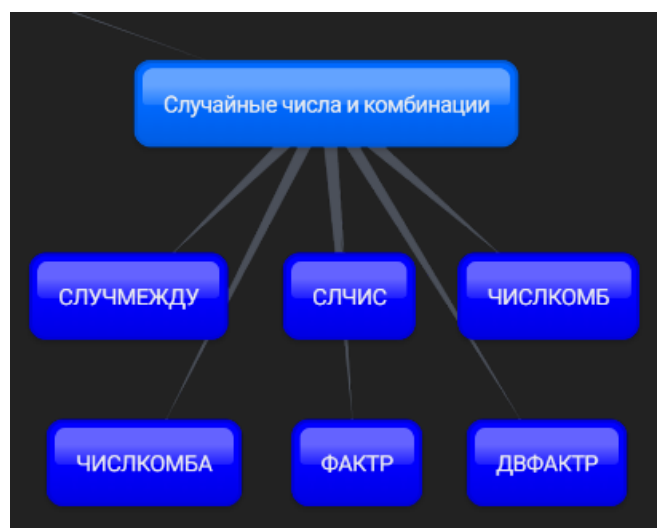 Случайные числа и комбинации
СЛУЧМЕЖДУ
СЛЧИС
ЧИСЛКОМБ
ЧИСЛКОМБА
ФАКТР
ДВФАКТР